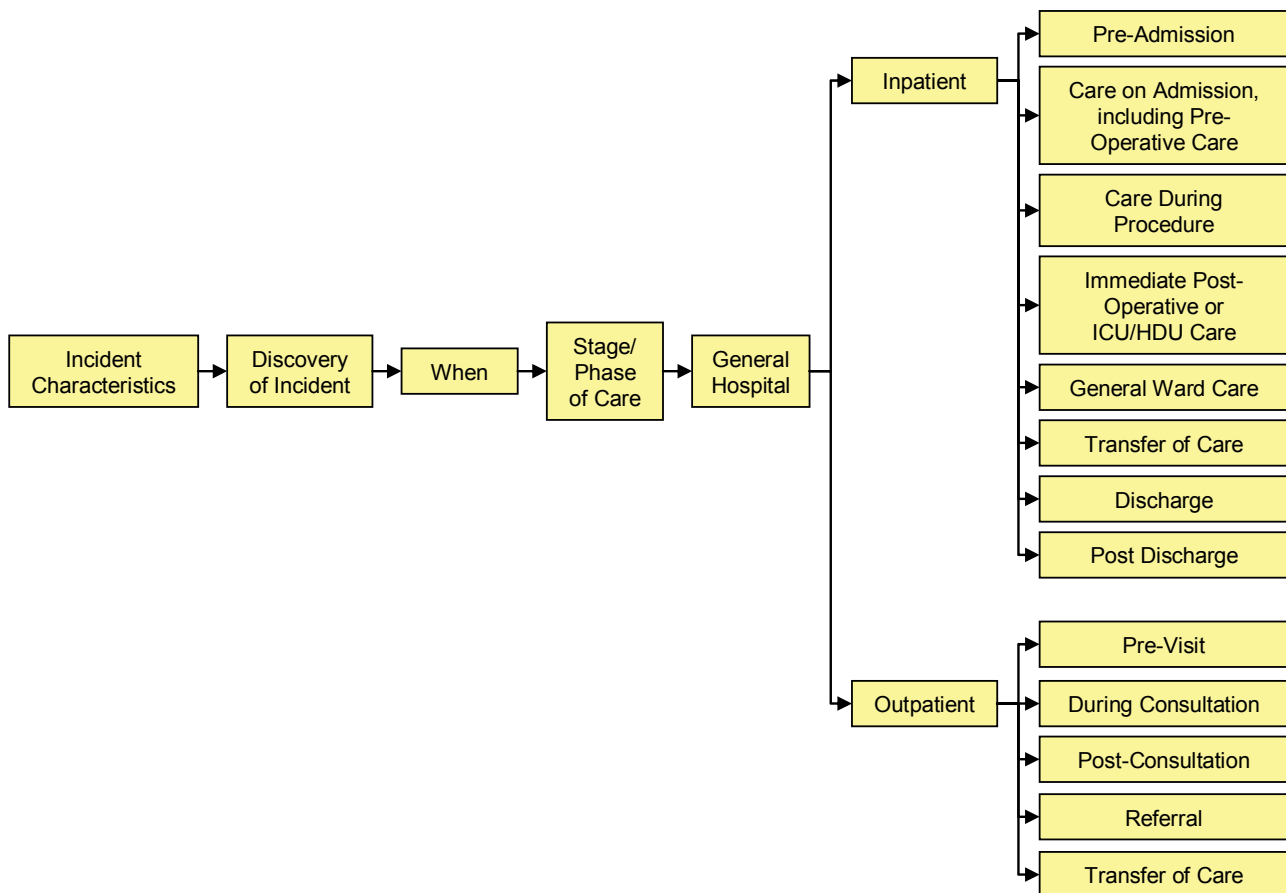 Incident
Characteristics
Discovery
of Incident
When
Stage/
Phase
of Care
General
Hospital
Inpatient
Pre-Admission
Care on Admission,
including Pre-
Operative Care
Care During
Procedure
Immediate Post-
Operative or
ICU/HDU Care
General Ward Care
Transfer of Care
Discharge
Post Discharge
Outpatient
Pre-Visit
During Consultation
Post-Consultation
Referral
Transfer of Care